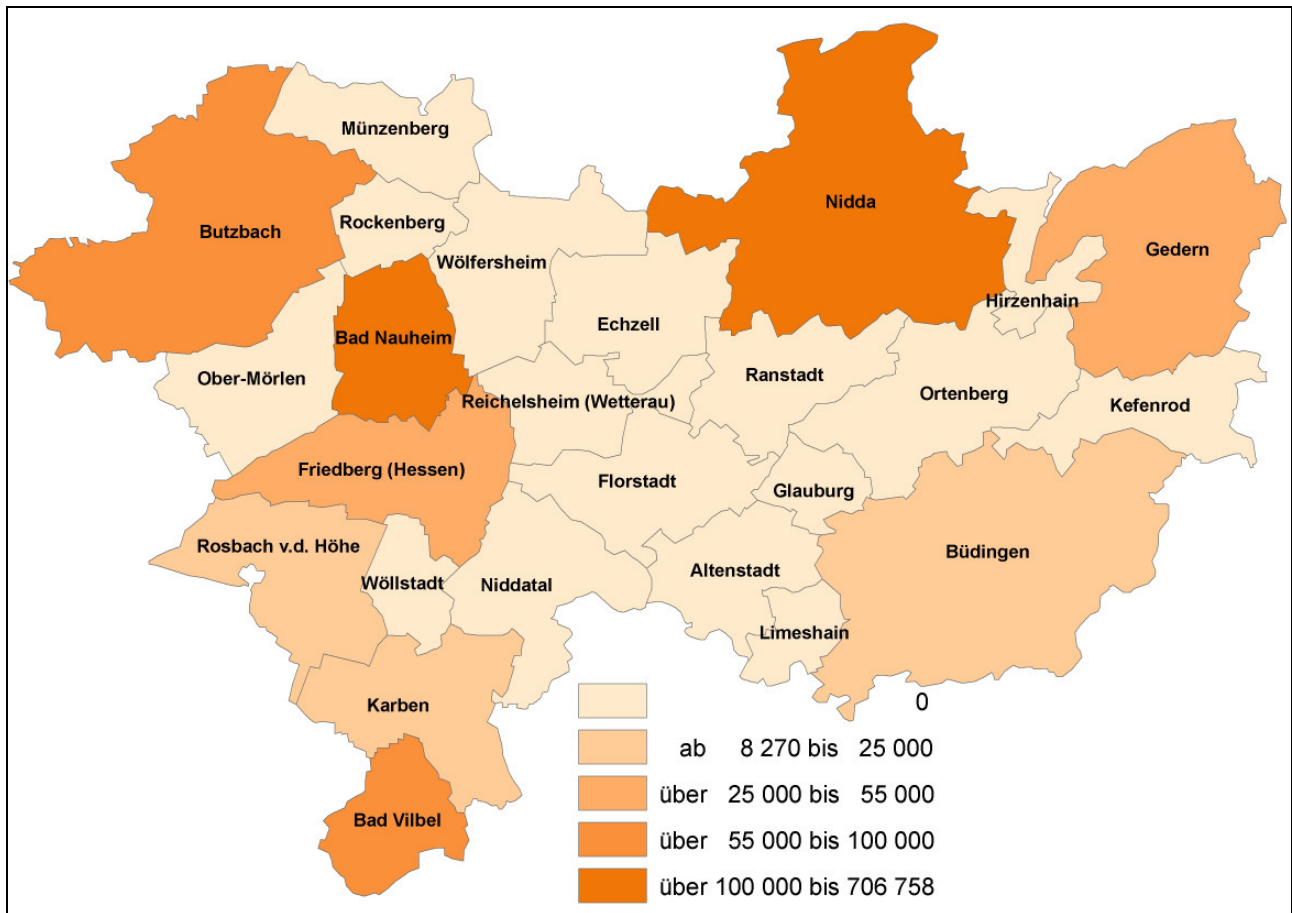 Münzenberg
Nidda
Rockenberg
Butzbach
Gedern
Wölfersheim
Hirzenhain
Echzell
Bad Nauheim
Ranstadt
Ober-Mörlen
Ortenberg
Reichelsheim (Wetterau)
Kefenrod
Friedberg (Hessen)
Florstadt
Glauburg
Rosbach v.d. Höhe
Büdingen
Altenstadt
Wöllstadt
Niddatal
Limeshain
Karben
Bad Vilbel
0
ab 8 270 bis 25 000
über 25 000 bis 55 000
über 55 000 bis 100 000
über 100 000 bis 706 758